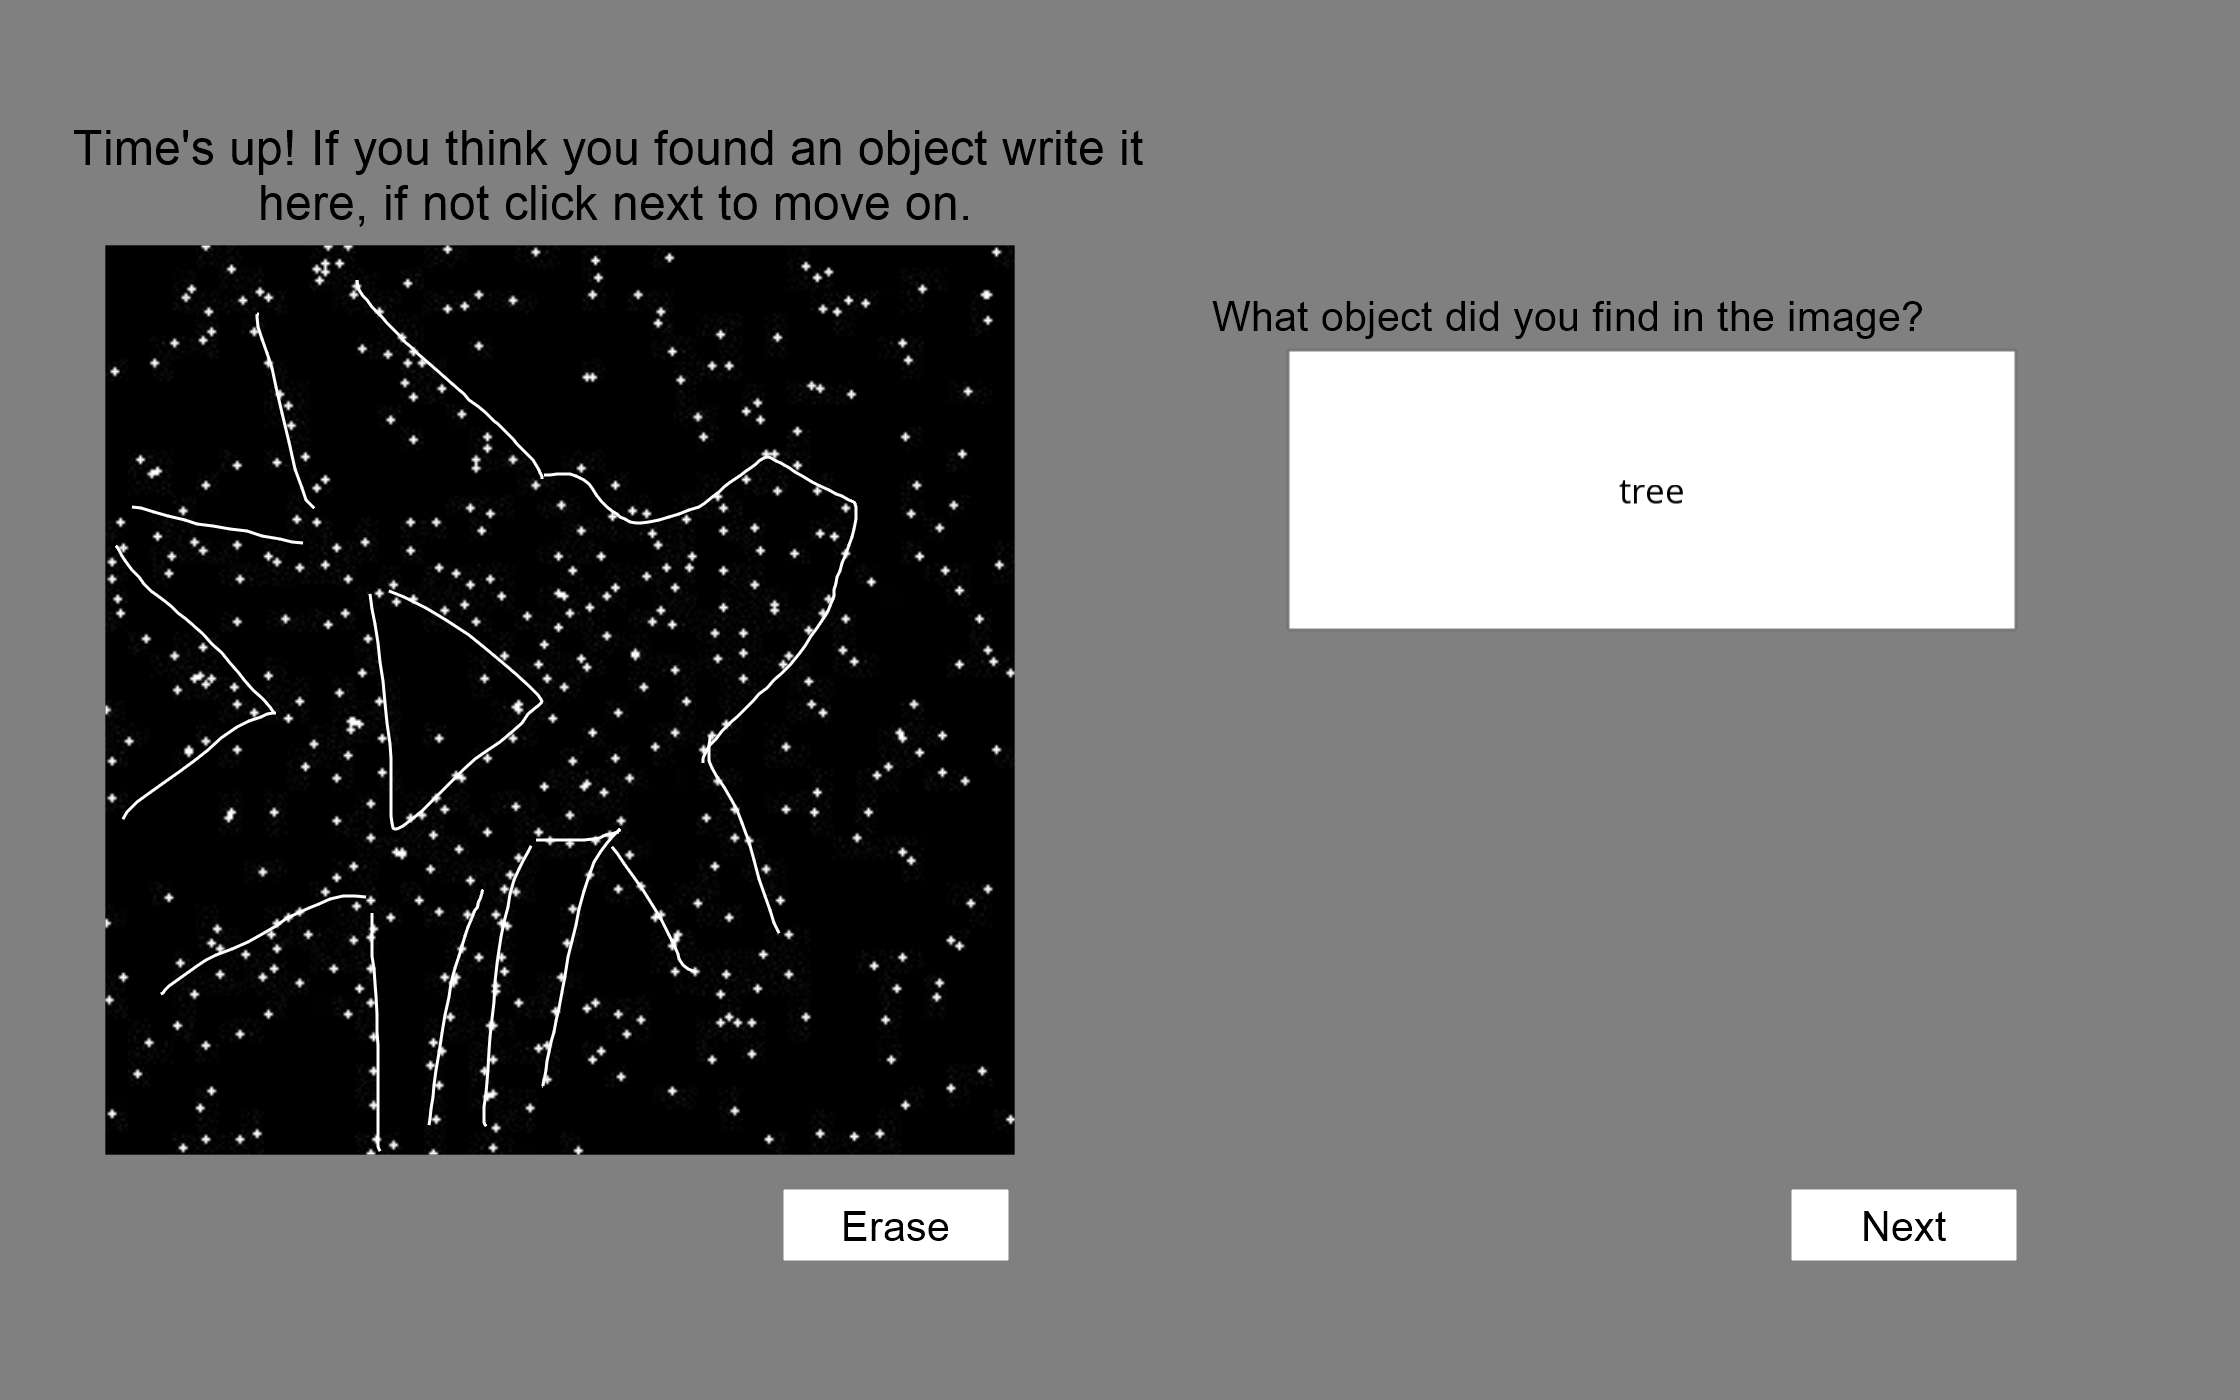 Time's up! If you think you found an object write it
here, if not click next to move on.
What object did you find in the image?
tree
Erase
Next